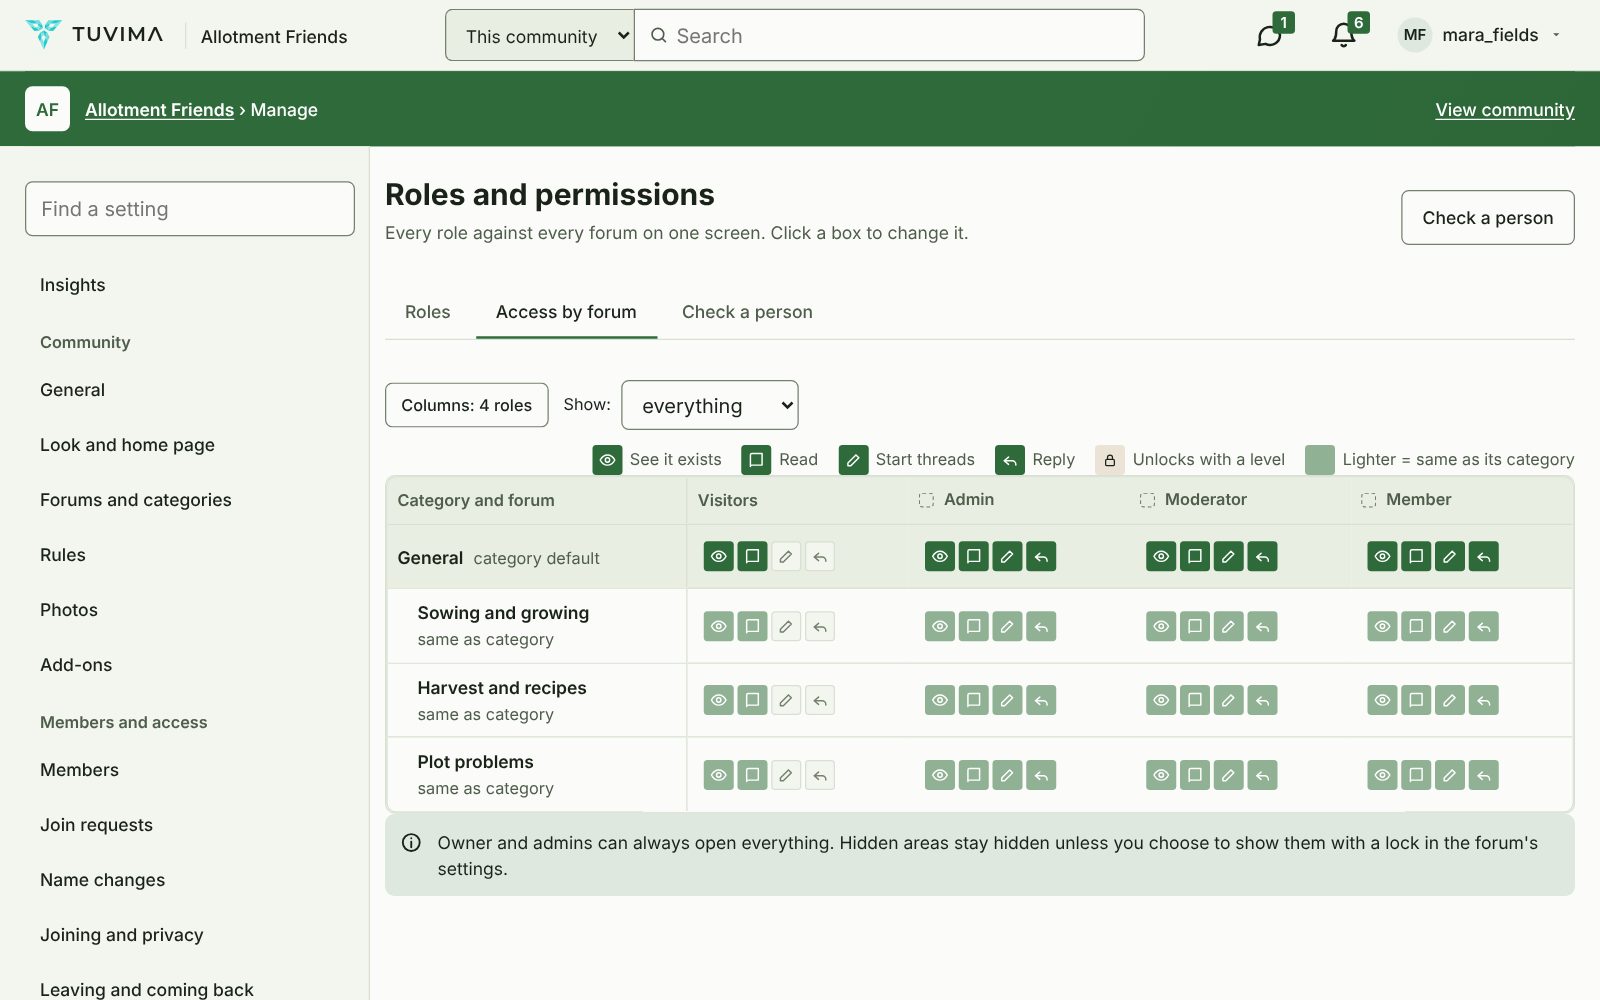 TUVIMA
Allotment Friends
This community
Search
1
6
MF
mara_fields
AF
Allotment Friends › Manage
View community
Find a setting
Insights
Community
General
Look and home page
Forums and categories
Rules
Photos
Add-ons
Members and access
Members
Join requests
Name changes
Joining and privacy
Leaving and coming back
Roles and permissions
Every role against every forum on one screen. Click a box to change it.
Check a person
Roles
Access by forum
Check a person
Columns: 4 roles
Show:
everything
See it exists
Read
Start threads
Reply
Unlocks with a level
Lighter = same as its category
Category and forum
Visitors
Admin
Moderator
Member
General category default
Sowing and growing
same as category
Harvest and recipes
same as category
Plot problems
same as category
Owner and admins can always open everything. Hidden areas stay hidden unless you choose to show them with a lock in the forum's
settings.